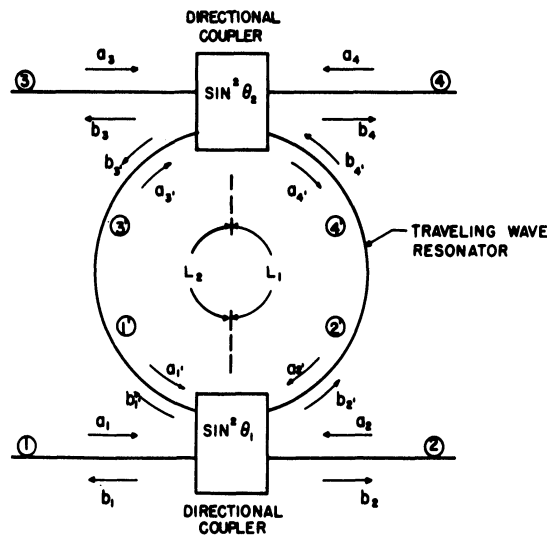 DIRECTIONAL
COUPLER
a₃ a₄
③ SIN² θ₂ ④
b₃ b₄
b₃' b₄'
a₃' a₄'
③' ④'
TRAVELING WAVE
RESONATOR
L₂ L₁
①' ②'
a₁' a₂'
b₁' b₂'
a₁ SIN² θ₁ a₂
① ②
b₁ b₂
DIRECTIONAL
COUPLER